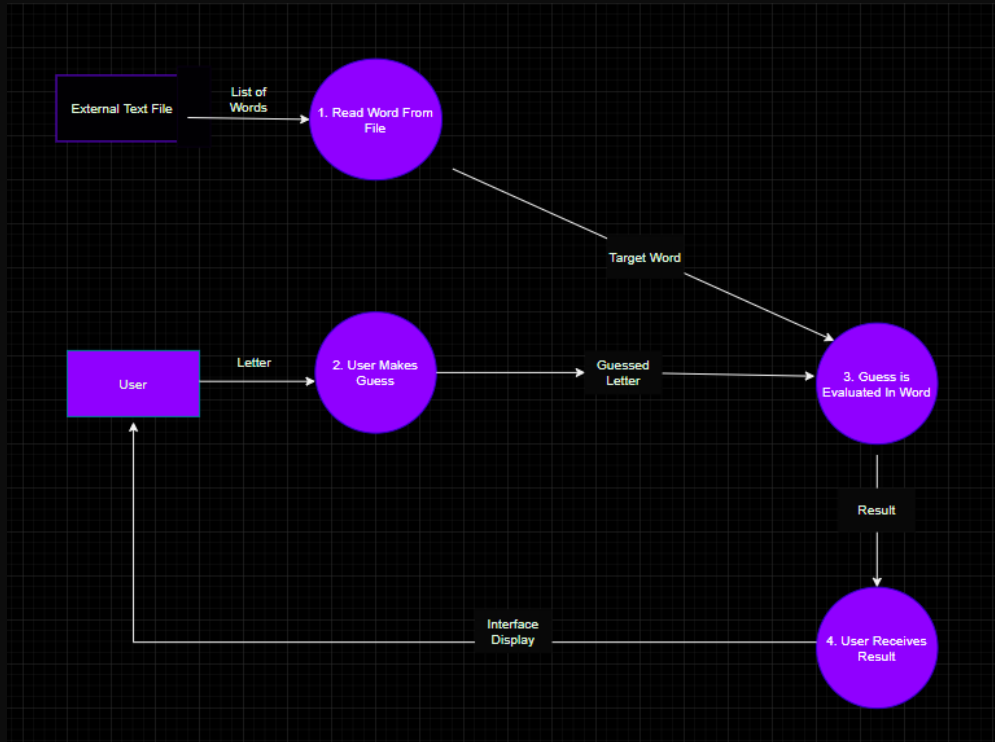 List of
Words
External Text File
1. Read Word From
File
Target Word
Letter
User
2. User Makes
Guess
Guessed
Letter
3. Guess is
Evaluated In Word
Result
Interface
Display
4. User Receives
Result